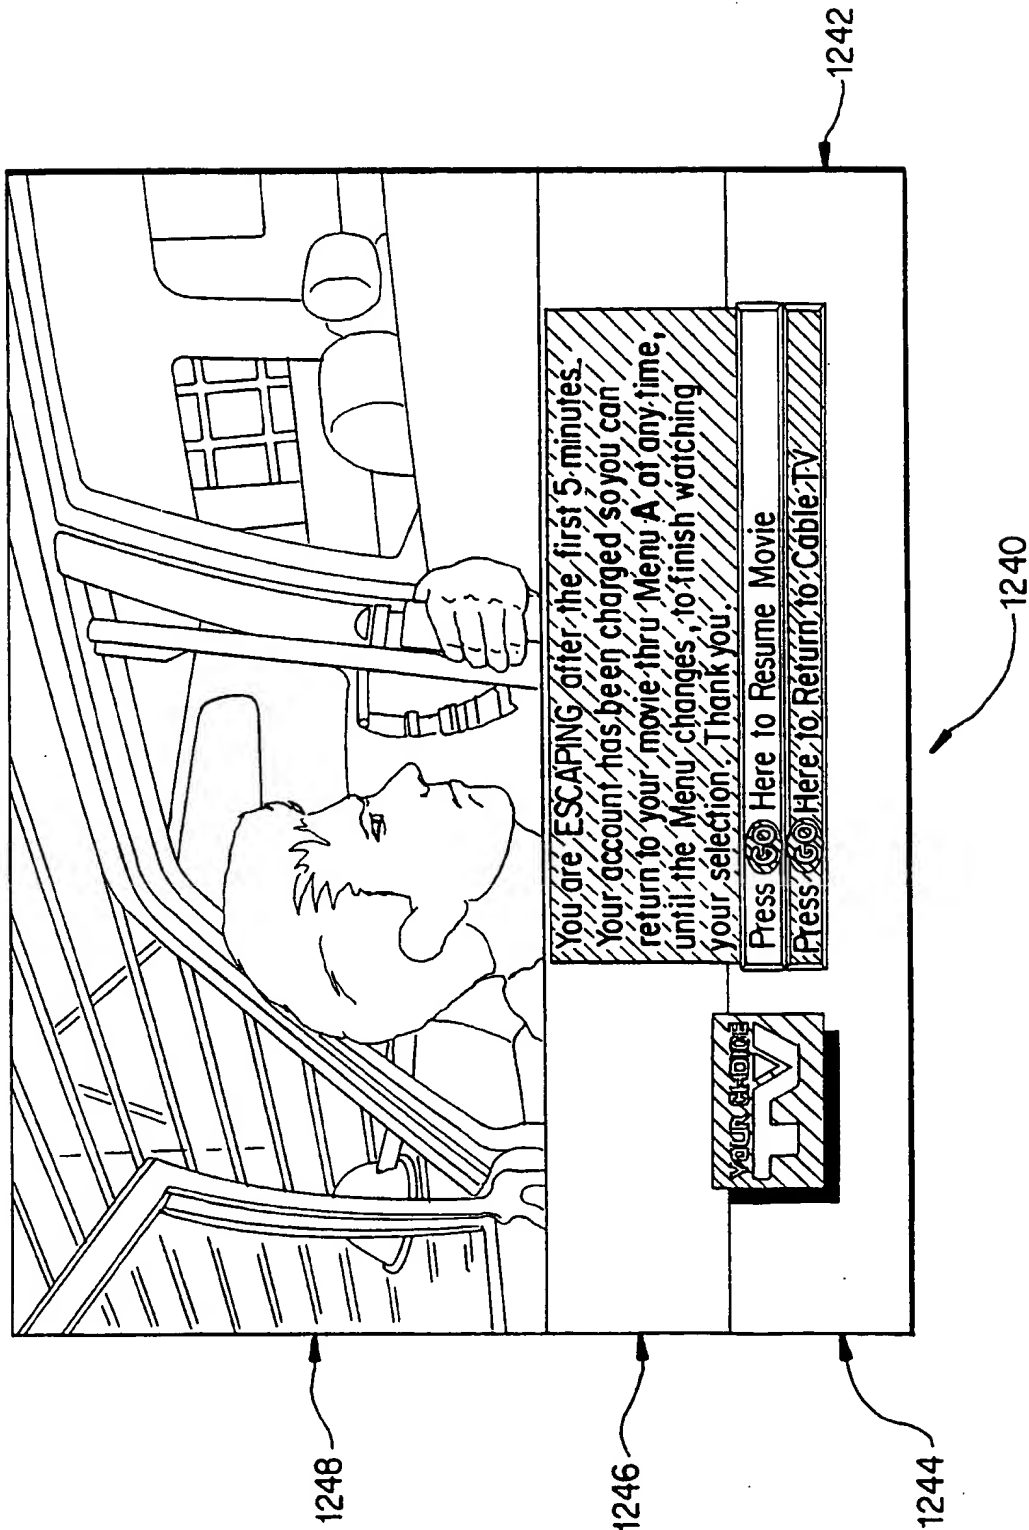 You are ESCAPING after the first 5 minutes.
Your account has been charged so you can
return to your movie thru Menu A at any time,
until the Menu changes, to finish watching
your selection. Thank you.
Press GO Here to Resume Movie
Press GO Here to Return to Cable TV
YOUR CHOICE
TV
1248
1246
1244
1242
1240